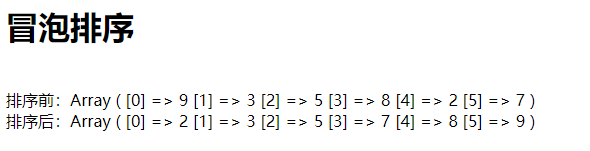 冒泡排序
排序前：Array ( [0] => 9 [1] => 3 [2] => 5 [3] => 8 [4] => 2 [5] => 7 )
排序后：Array ( [0] => 2 [1] => 3 [2] => 5 [3] => 7 [4] => 8 [5] => 9 )